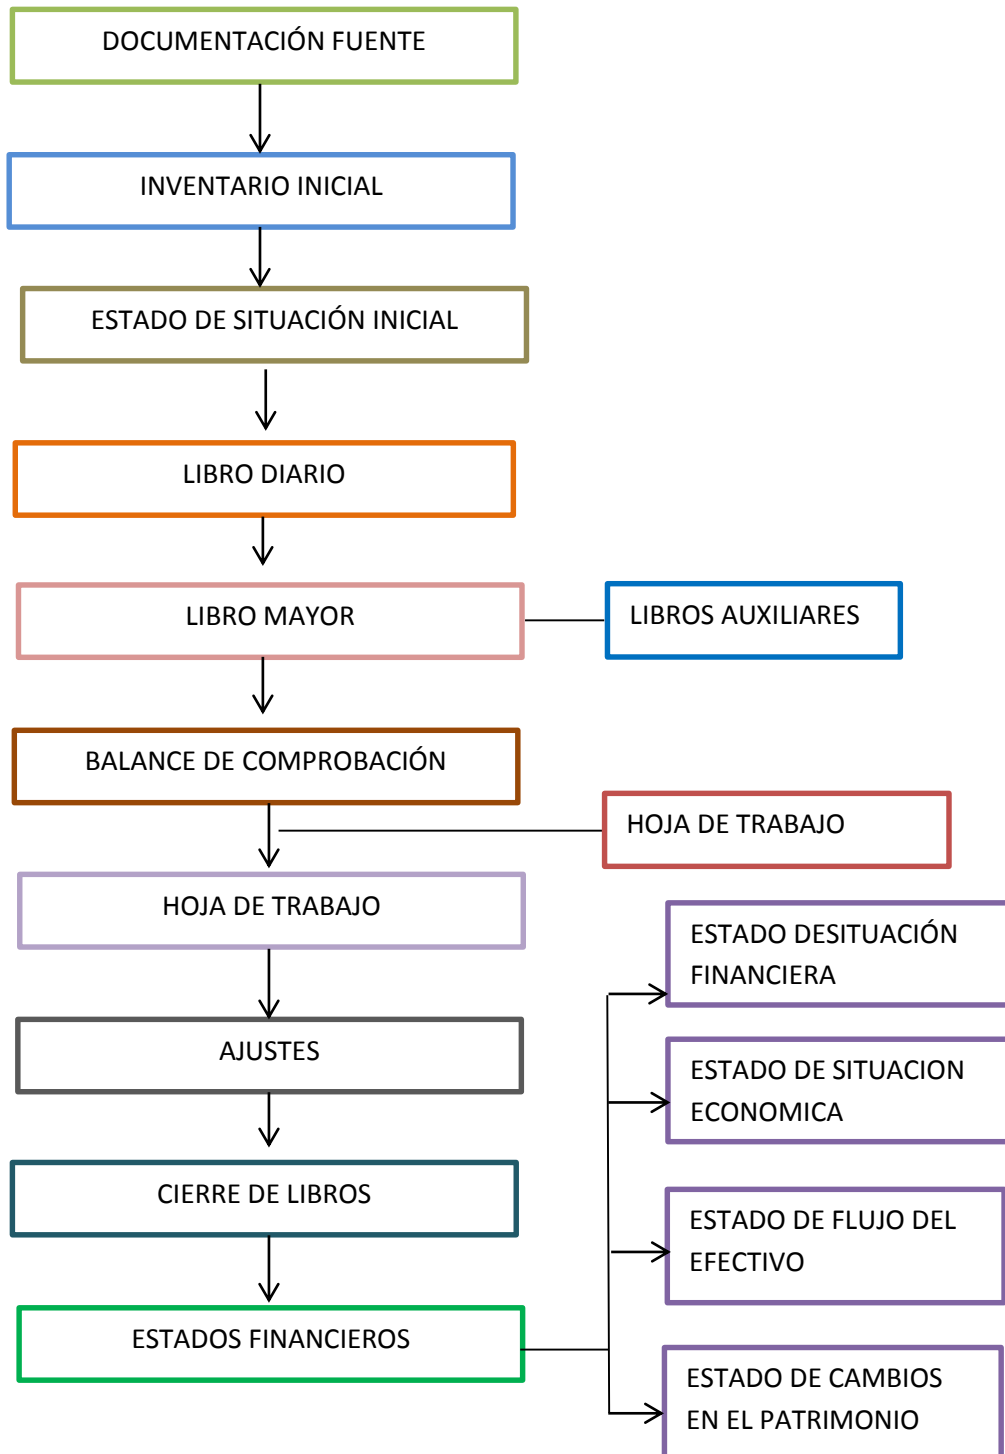 DOCUMENTACIÓN FUENTE
INVENTARIO INICIAL
ESTADO DE SITUACIÓN INICIAL
LIBRO DIARIO
LIBRO MAYOR
LIBROS AUXILIARES
BALANCE DE COMPROBACIÓN
HOJA DE TRABAJO
HOJA DE TRABAJO
AJUSTES
CIERRE DE LIBROS
ESTADOS FINANCIEROS
ESTADO DESITUACIÓN
FINANCIERA
ESTADO DE SITUACION
ECONOMICA
ESTADO DE FLUJO DEL
EFECTIVO
ESTADO DE CAMBIOS
EN EL PATRIMONIO